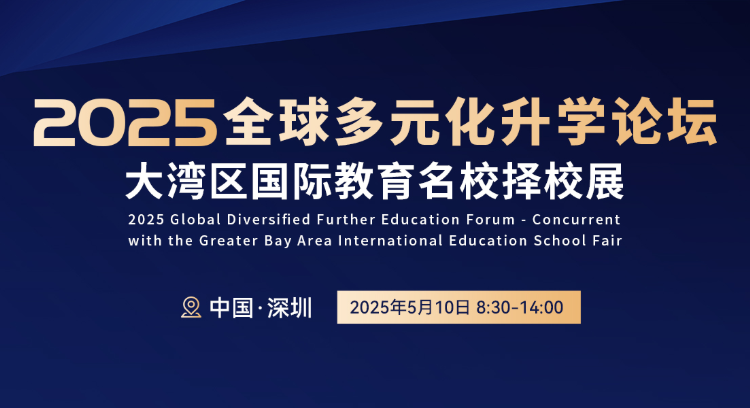 2025全球多元化升学论坛
大湾区国际教育名校择校展
2025 Global Diversified Further Education Forum - Concurrent
with the Greater Bay Area International Education School Fair
中国·深圳
2025年5月10日 8:30-14:00